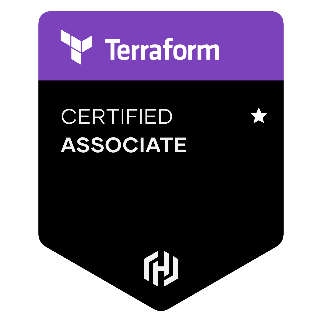 Terraform
CERTIFIED
ASSOCIATE